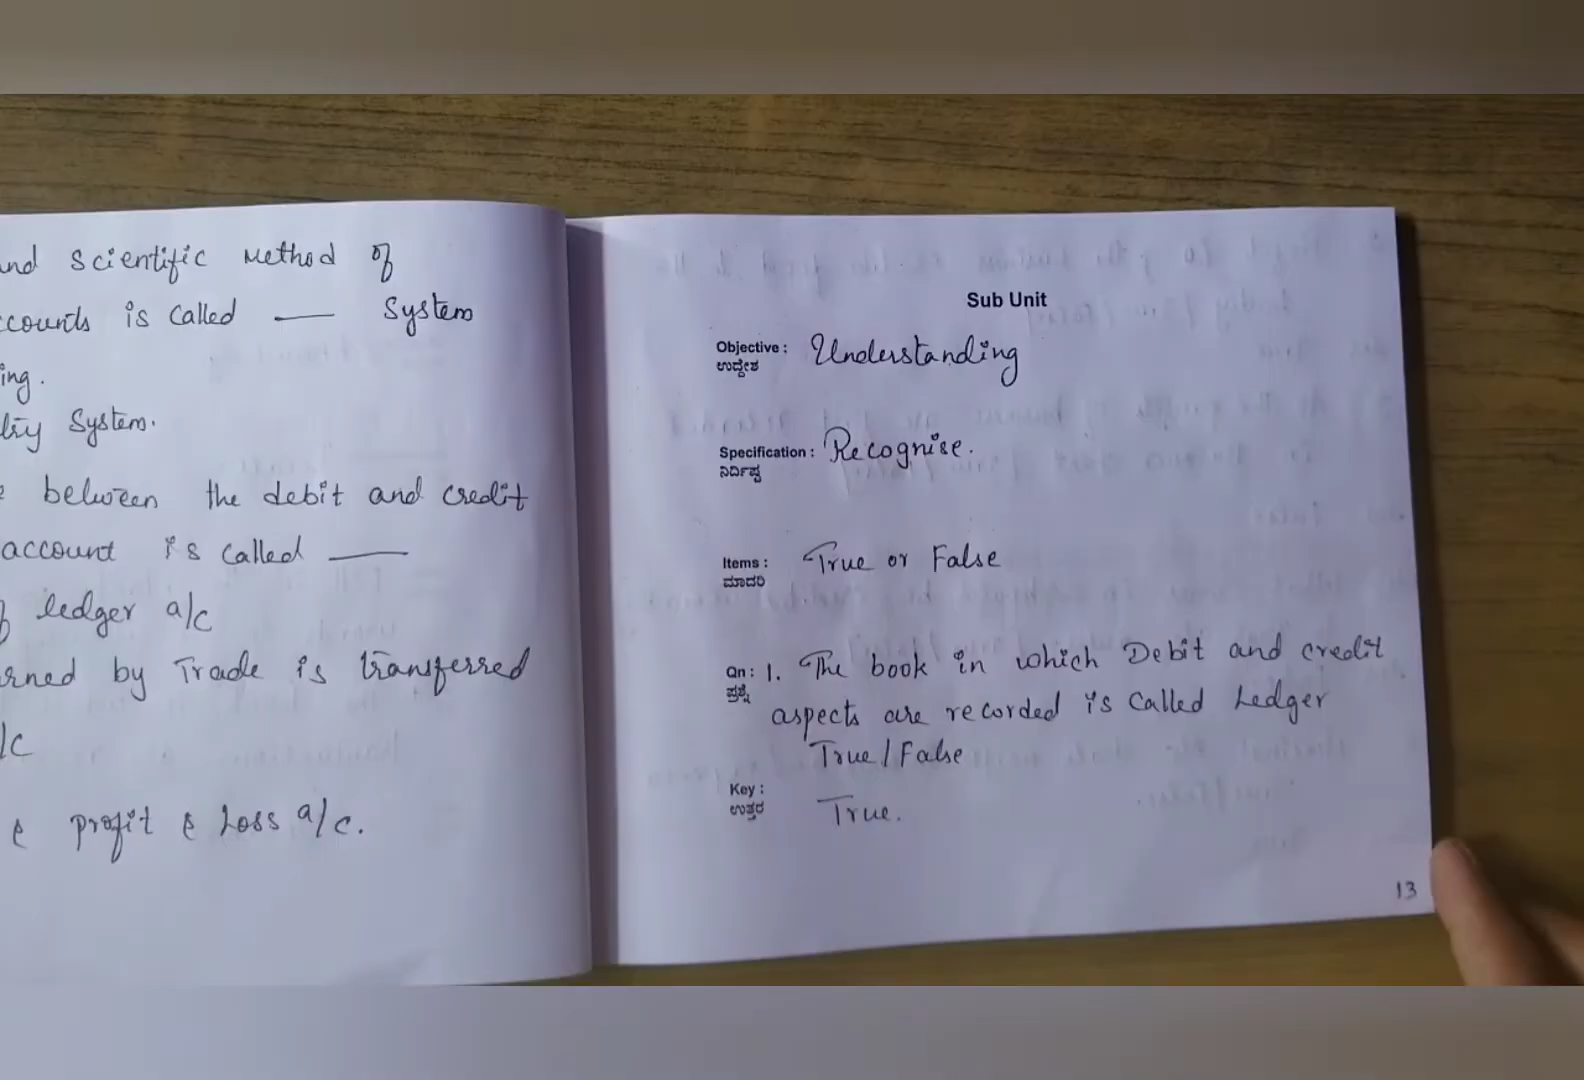 and scientific method of
ccounts is called —— System
ing.
try System.
between the debit and credit
account is called ——
ledger a/c
rned by Trade is transferred
/c
& profit & Loss a/c.
Sub Unit
Objective : Understanding
ಉದ್ದೇಶ
Specification : Recognise.
ನಿರ್ದಿಷ್ಟ
Items : True or False
ಮಾದರಿ
Qn : 1. The book in which Debit and credit
ಪ್ರಶ್ನೆ
aspects are recorded is called Ledger
True/False
Key :
ಉತ್ತರ True.
13